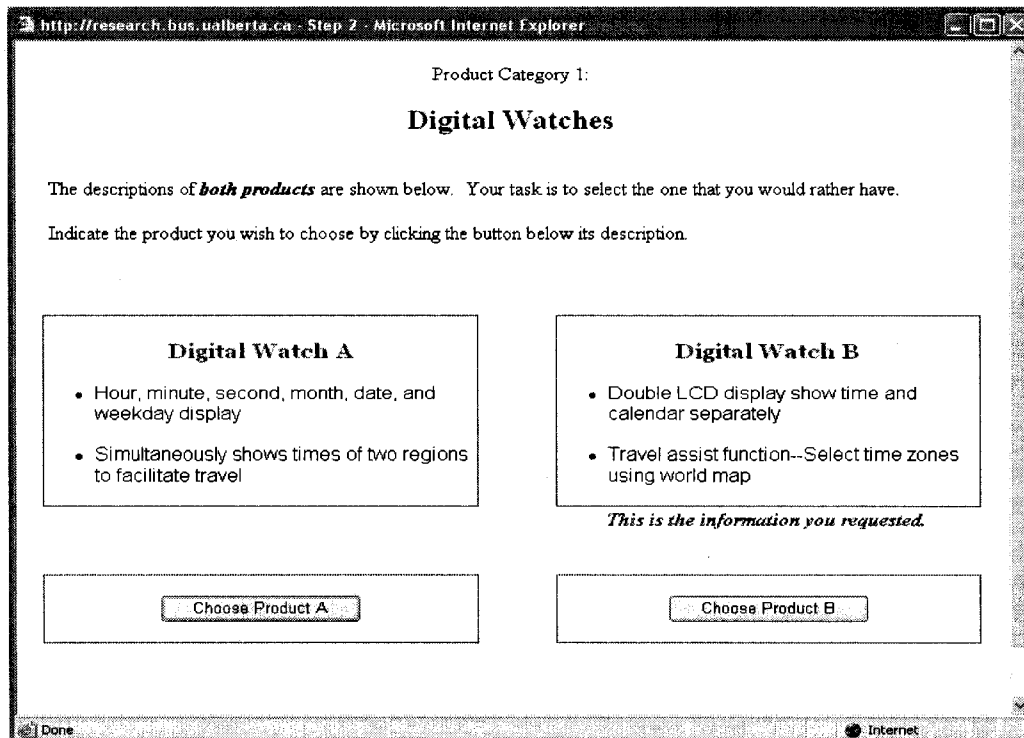 http://research.bus.ualberta.ca - Step 2 - Microsoft Internet Explorer
Product Category 1:
Digital Watches
The descriptions of both products are shown below. Your task is to select the one that you would rather have.
Indicate the product you wish to choose by clicking the button below its description.
Digital Watch A
• Hour, minute, second, month, date, and
weekday display
• Simultaneously shows times of two regions
to facilitate travel
Digital Watch B
• Double LCD display show time and
calendar separately
• Travel assist function--Select time zones
using world map
This is the information you requested.
Choose Product A
Choose Product B
Done
Internet